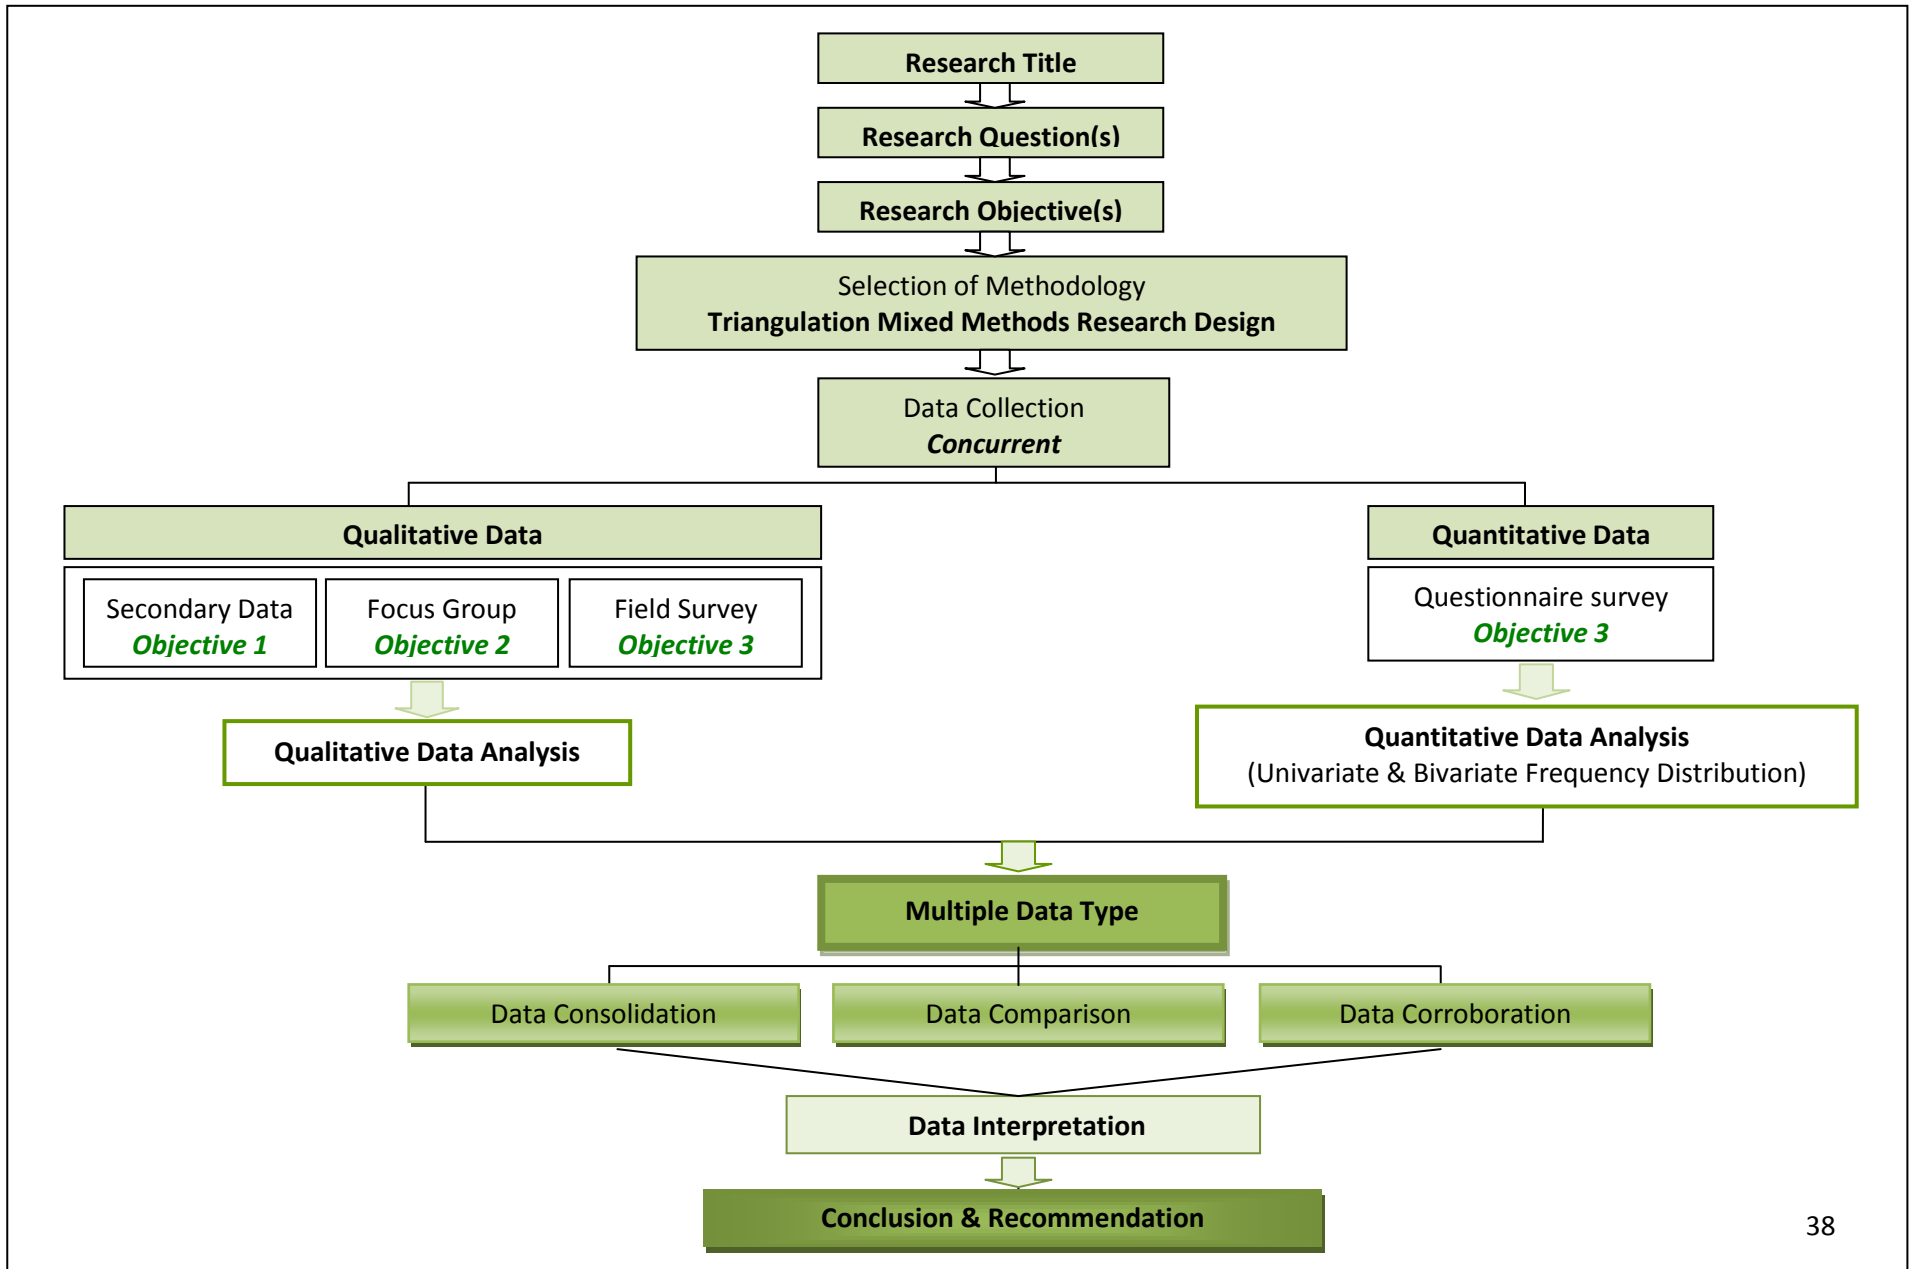 Research Title
Research Question(s)
Research Objective(s)
Selection of Methodology
Triangulation Mixed Methods Research Design
Data Collection
Concurrent
Qualitative Data
Secondary Data
Objective 1
Focus Group
Objective 2
Field Survey
Objective 3
Quantitative Data
Questionnaire survey
Objective 3
Qualitative Data Analysis
Quantitative Data Analysis
(Univariate & Bivariate Frequency Distribution)
Multiple Data Type
Data Consolidation
Data Comparison
Data Corroboration
Data Interpretation
Conclusion & Recommendation
38